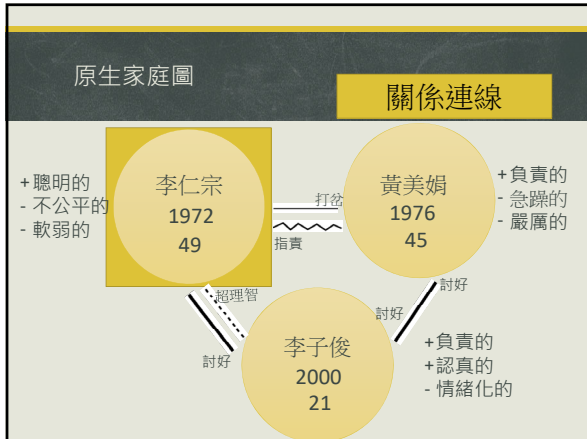 原生家庭圖
關係連線
+聰明的
- 不公平的
- 軟弱的
李仁宗
1972
49
打岔
指責
黃美娟
1976
45
+負責的
- 急躁的
- 嚴厲的
超理智
討好
討好
討好
李子俊
2000
21
+負責的
+認真的
- 情緒化的